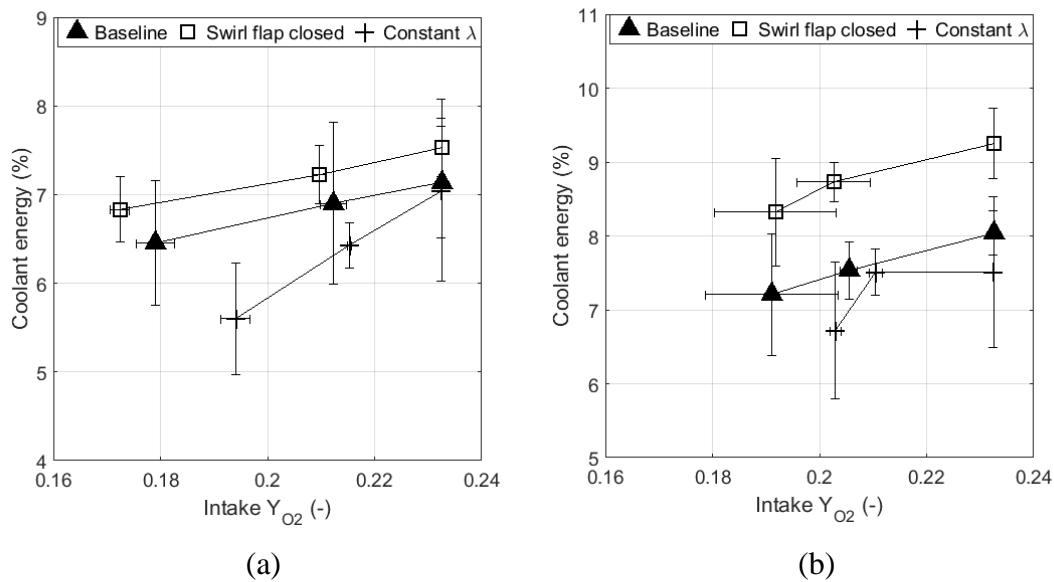 Baseline Swirl flap closed Constant λ
9
8
7
6
5
4
Coolant energy (%)
0.16 0.18 0.2 0.22 0.24
Intake Y_O2 (-)
(a)
Baseline Swirl flap closed Constant λ
11
10
9
8
7
6
5
Coolant energy (%)
0.16 0.18 0.2 0.22 0.24
Intake Y_O2 (-)
(b)